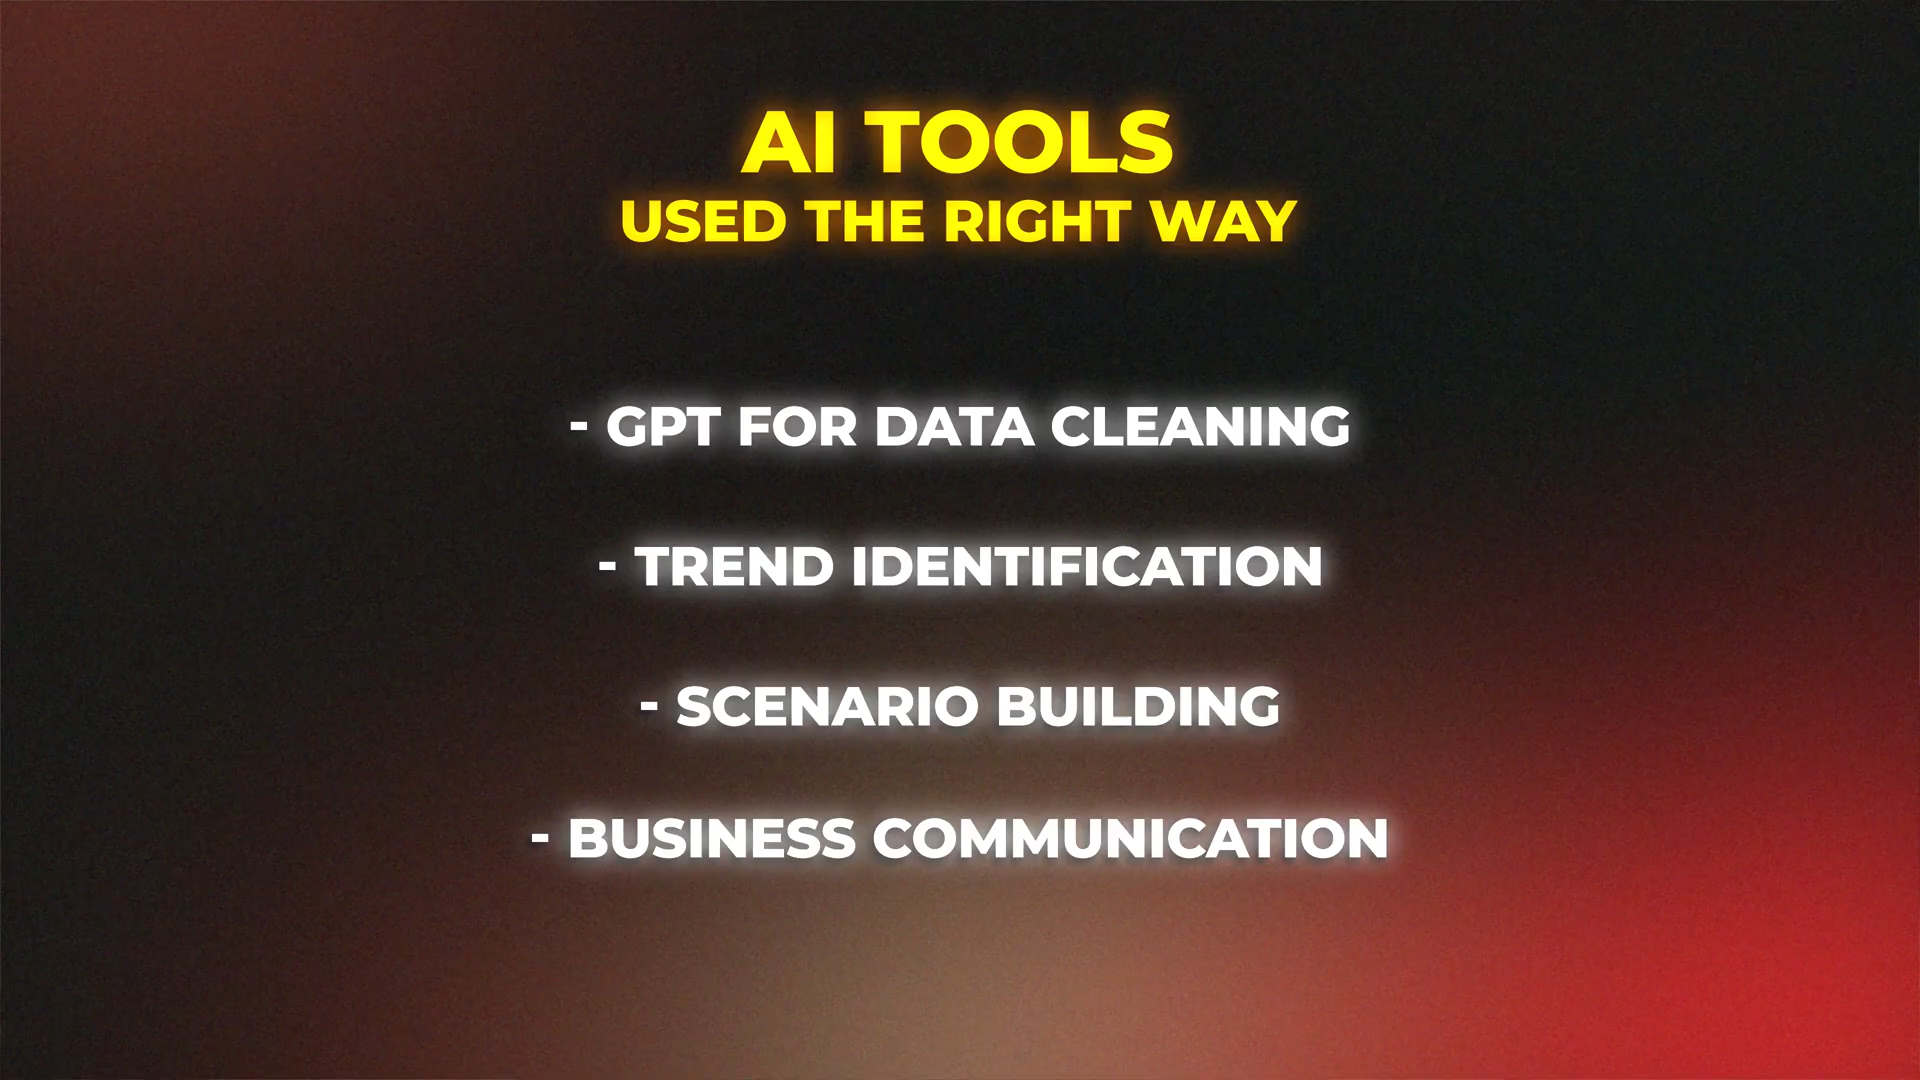 AI TOOLS
USED THE RIGHT WAY
- GPT FOR DATA CLEANING
- TREND IDENTIFICATION
- SCENARIO BUILDING
- BUSINESS COMMUNICATION